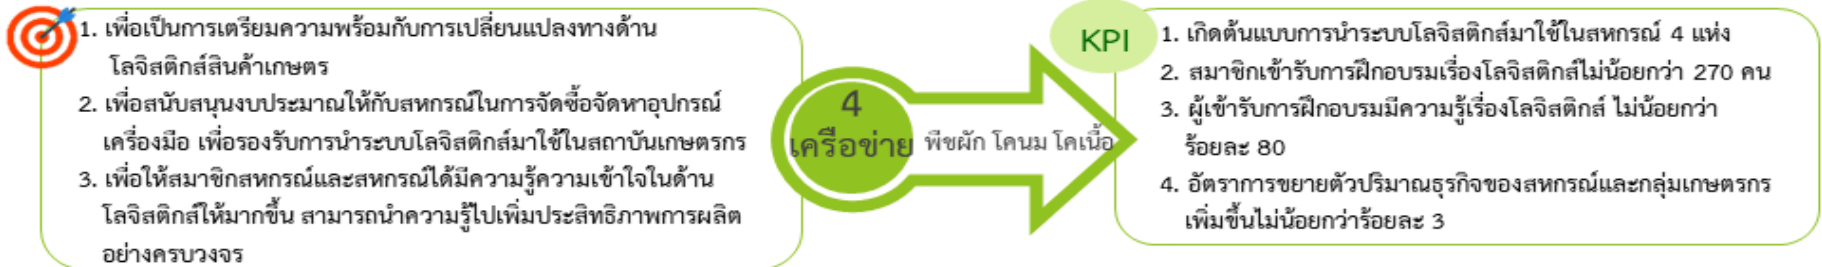 1. เพื่อเป็นการเตรียมความพร้อมกับการเปลี่ยนแปลงทางด้าน
โลจิสติกส์สินค้าเกษตร
2. เพื่อสนับสนุนงบประมาณให้กับสหกรณ์ในการจัดซื้อจัดหาอุปกรณ์
เครื่องมือ เพื่อรองรับการนำระบบโลจิสติกส์มาใช้ในสถาบันเกษตรกร
3. เพื่อให้สมาชิกสหกรณ์และสหกรณ์ได้มีความรู้ความเข้าใจในด้าน
โลจิสติกส์ให้มากขึ้น สามารถนำความรู้ไปเพิ่มประสิทธิภาพการผลิต
อย่างครบวงจร
4
เครือข่าย
พืชผัก โคนม โคเนื้อ
KPI
1. เกิดต้นแบบการนำระบบโลจิสติกส์มาใช้ในสหกรณ์ 4 แห่ง
2. สมาชิกเข้ารับการฝึกอบรมเรื่องโลจิสติกส์ไม่น้อยกว่า 270 คน
3. ผู้เข้ารับการฝึกอบรมมีความรู้เรื่องโลจิสติกส์ ไม่น้อยกว่า
ร้อยละ 80
4. อัตราการขยายตัวปริมาณธุรกิจของสหกรณ์และกลุ่มเกษตรกร
เพิ่มขึ้นไม่น้อยกว่าร้อยละ 3